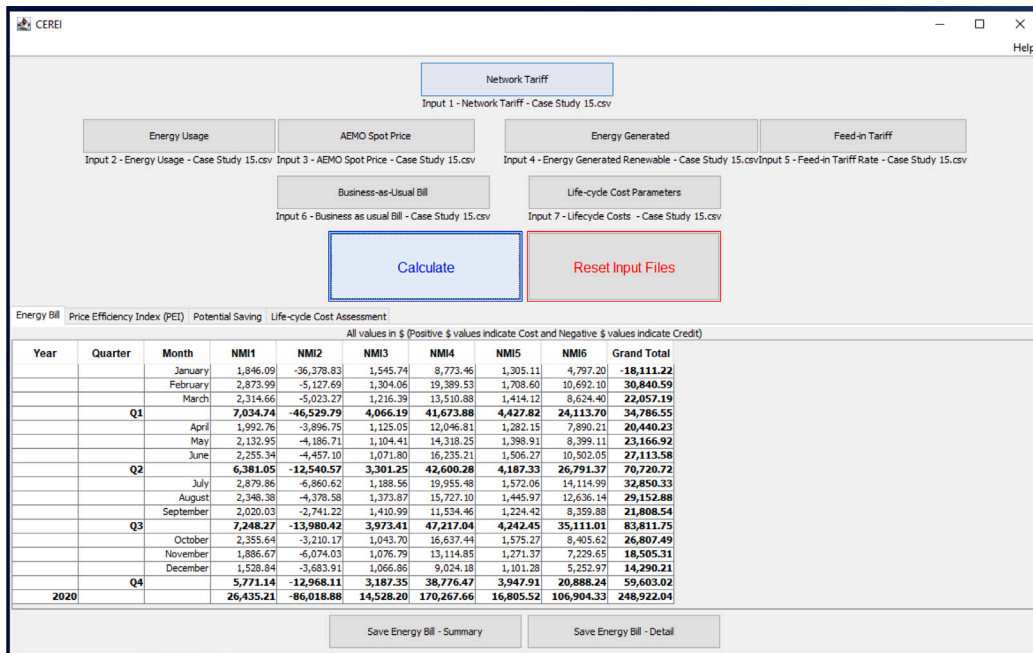 CEREI
Help
Network Tariff
Input 1 - Network Tariff - Case Study 15.csv
Energy Usage AEMO Spot Price Energy Generated Feed-in Tariff
Input 2 - Energy Usage - Case Study 15.csv Input 3 - AEMO Spot Price - Case Study 15.csv Input 4 - Energy Generated Renewable - Case Study 15.csv Input 5 - Feed-in Tariff Rate - Case Study 15.csv
Business-as-Usual Bill Life-cycle Cost Parameters
Input 6 - Business as usual Bill - Case Study 15.csv Input 7 - Lifecycle Costs - Case Study 15.csv
Calculate Reset Input Files
Energy Bill Price Efficiency Index (PEI) Potential Saving Life-cycle Cost Assessment
All values in $ (Positive $ values indicate Cost and Negative $ values indicate Credit)
Year Quarter Month NMI1 NMI2 NMI3 NMI4 NMI5 NMI6 Grand Total
January 1,846.09 -36,378.83 1,545.74 8,773.46 1,305.11 4,797.20 -18,111.22
February 2,873.99 -5,127.69 1,304.06 19,389.53 1,708.60 10,692.10 30,840.59
March 2,314.66 -5,023.27 1,216.39 13,510.88 1,414.12 8,624.40 22,057.19
Q1 7,034.74 -46,529.79 4,066.19 41,673.88 4,427.82 24,113.70 34,786.55
April 1,992.76 -3,896.75 1,125.05 12,046.81 1,282.15 7,890.21 20,440.23
May 2,132.95 -4,186.71 1,104.41 14,318.25 1,398.91 8,399.11 23,166.92
June 2,255.34 -4,457.10 1,071.80 16,235.21 1,506.27 10,502.05 27,113.58
Q2 6,381.05 -12,540.57 3,301.25 42,600.28 4,187.33 26,791.37 70,720.72
July 2,879.86 -6,860.62 1,188.56 19,955.48 1,572.06 14,114.99 32,850.33
August 2,348.38 -4,378.58 1,373.87 15,727.10 1,445.97 12,636.14 29,152.88
September 2,020.03 -2,741.22 1,410.99 11,534.46 1,224.42 8,359.88 21,808.54
Q3 7,248.27 -13,980.42 3,973.41 47,217.04 4,242.45 35,111.01 83,811.75
October 2,355.64 -3,210.17 1,043.70 16,637.44 1,575.27 8,405.62 26,807.49
November 1,886.67 -6,074.03 1,076.79 13,114.85 1,271.37 7,229.65 18,505.31
December 1,528.84 -3,683.91 1,066.86 9,024.18 1,101.28 5,252.97 14,290.21
Q4 5,771.14 -12,968.11 3,187.35 38,776.47 3,947.91 20,888.24 59,603.02
2020 26,435.21 -86,018.88 14,528.20 170,267.66 16,805.52 106,904.33 248,922.04
Save Energy Bill - Summary Save Energy Bill - Detail